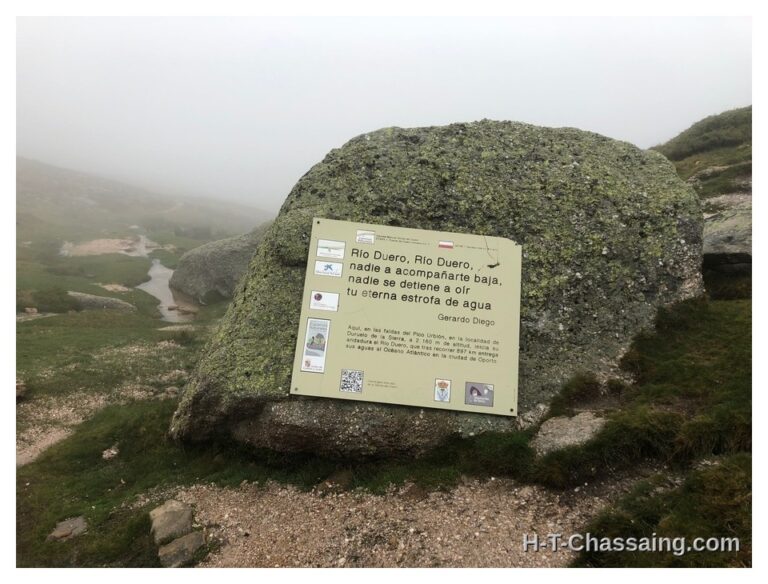 Río Duero, Río Duero,
nadie a acompañarte baja,
nadie se detiene a oír
tu eterna estrofa de agua
Gerardo Diego
Aquí, en las faldas del Pico Urbión, en la localidad de
Duruelo de la Sierra, a 2.160 m de altitud, inicia su
andadura el Río Duero, que tras recorrer 897 km entrega
sus aguas al Océano Atlántico en la ciudad de Oporto
H-T-Chassaing.com